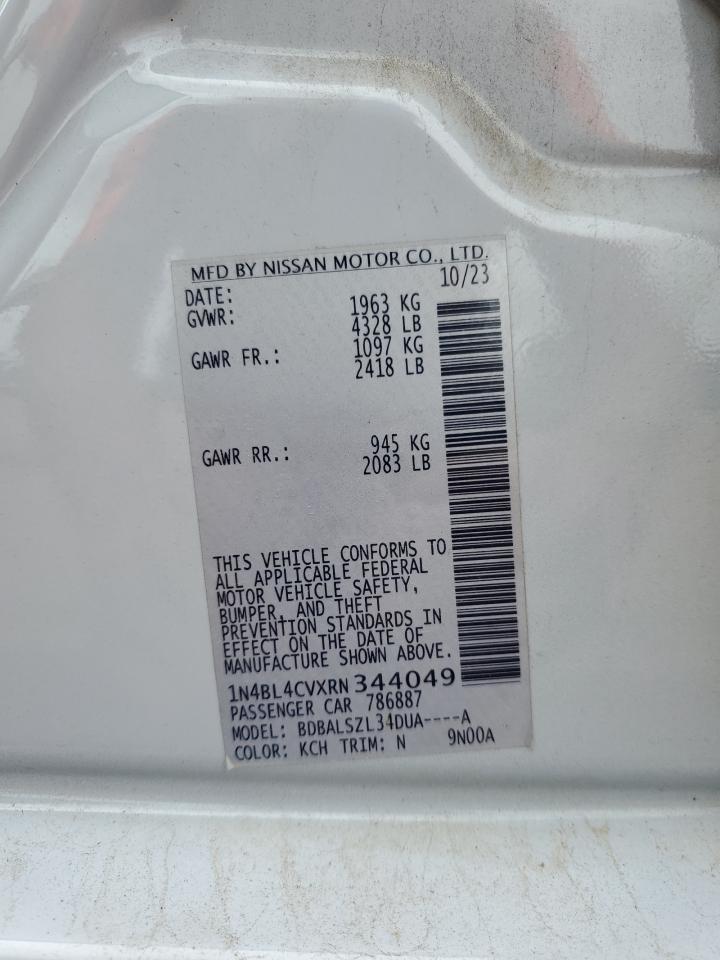 MFD BY NISSAN MOTOR CO., LTD.
DATE: 10/23
GVWR: 1963 KG
4328 LB
GAWR FR.: 1097 KG
2418 LB
GAWR RR.: 945 KG
2083 LB
THIS VEHICLE CONFORMS TO
ALL APPLICABLE FEDERAL
MOTOR VEHICLE SAFETY,
BUMPER, AND THEFT
PREVENTION STANDARDS IN
EFFECT ON THE DATE OF
MANUFACTURE SHOWN ABOVE.
1N4BL4CVXRN344049
PASSENGER CAR 786887
MODEL: BDBALSZL34DUA----A
COLOR: KCH TRIM: N 9N00A